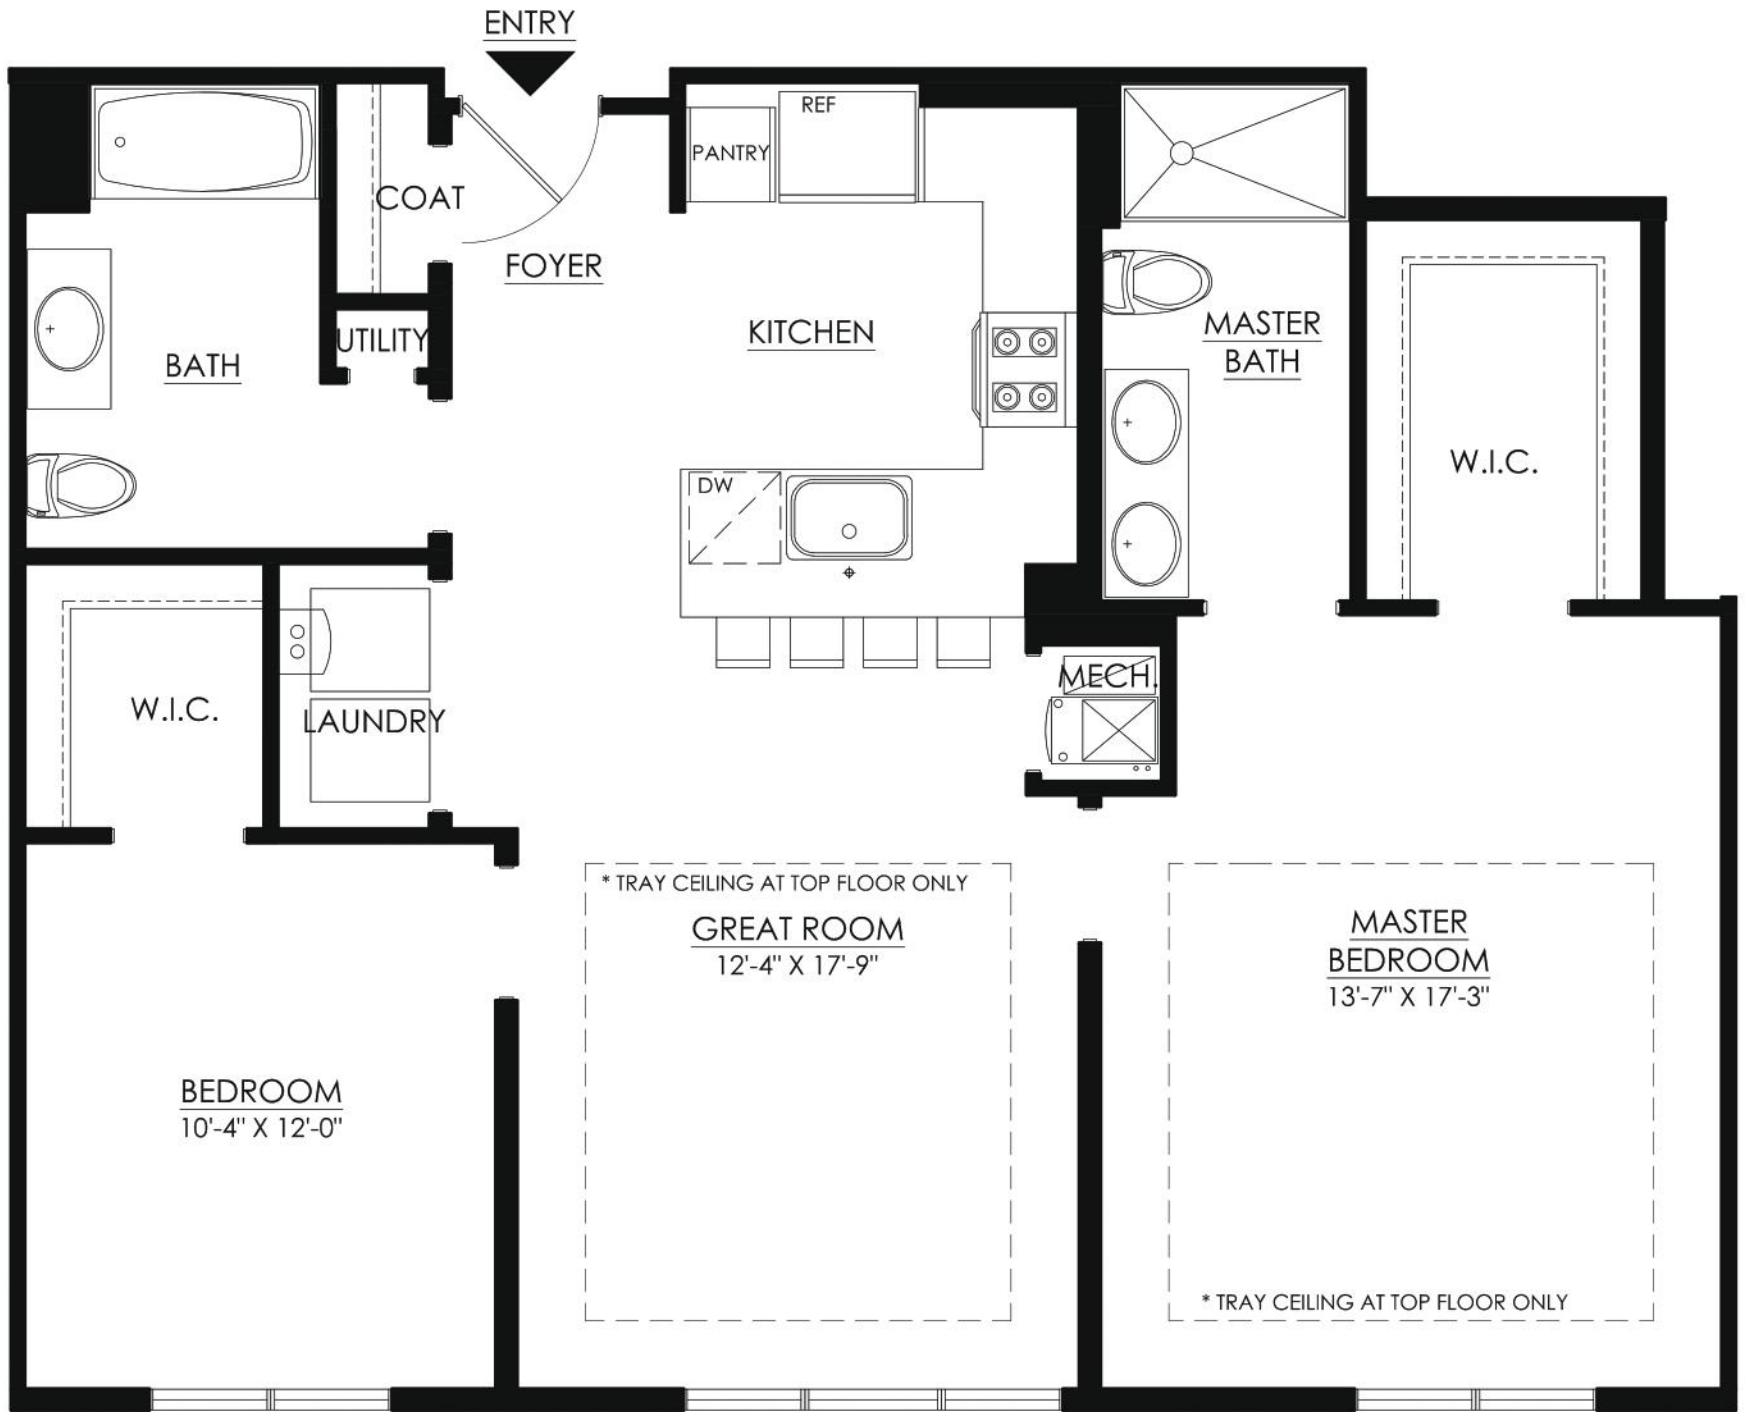 ENTRY
REF
PANTRY
COAT
FOYER
KITCHEN
MASTER
BATH
UTILITY
BATH
W.I.C.
DW
MECH.
W.I.C.
LAUNDRY
* TRAY CEILING AT TOP FLOOR ONLY
GREAT ROOM
12'-4" X 17'-9"
MASTER
BEDROOM
13'-7" X 17'-3"
BEDROOM
10'-4" X 12'-0"
* TRAY CEILING AT TOP FLOOR ONLY